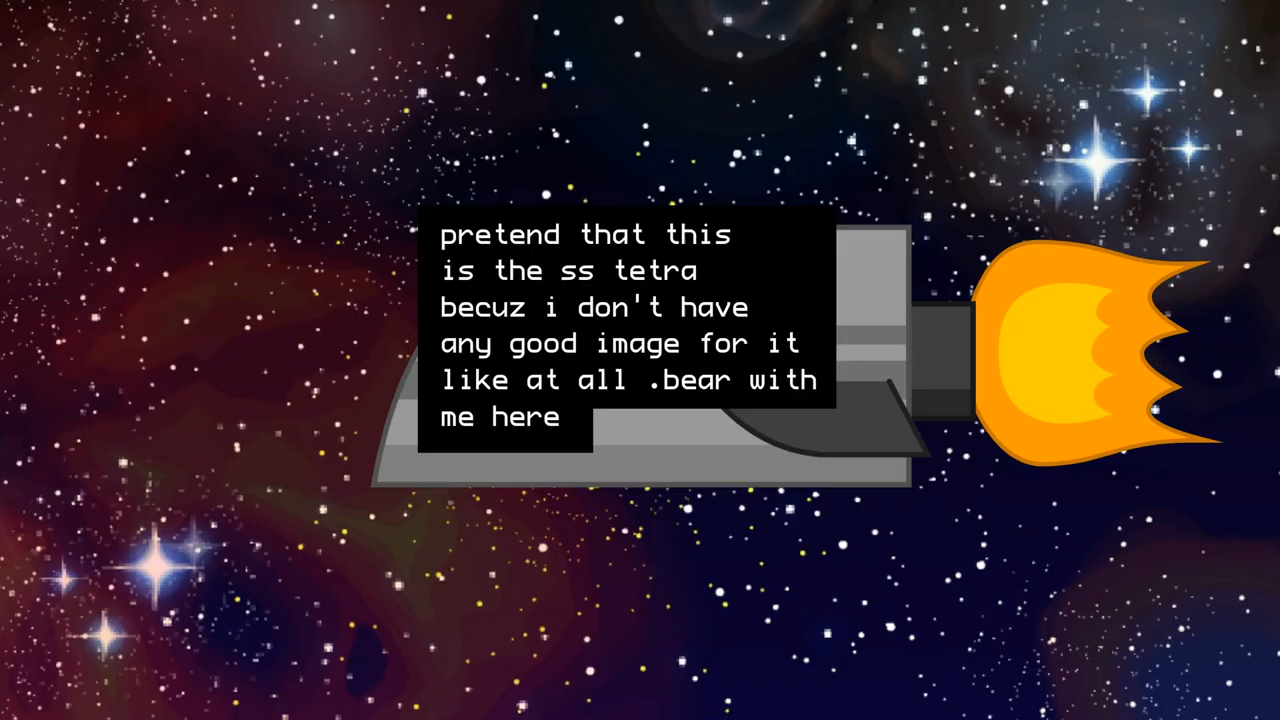 pretend that this
is the ss tetra
becuz i don't have
any good image for it
like at all .bear with
me here